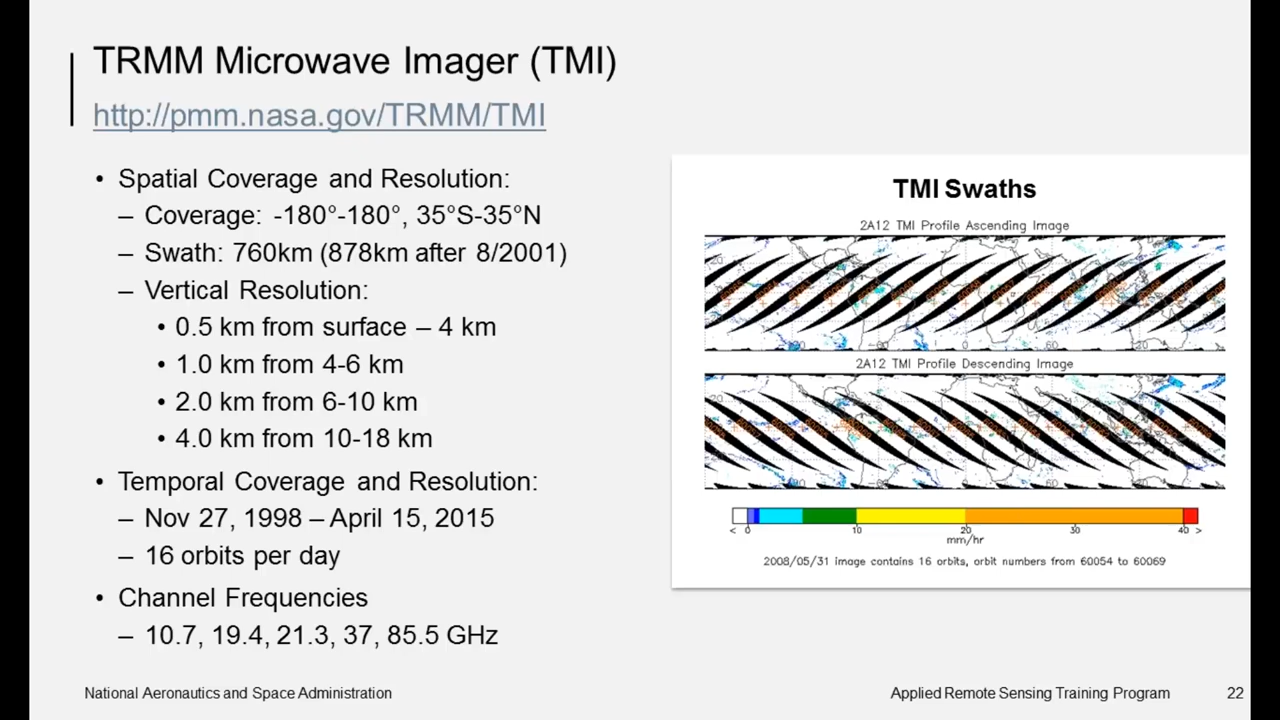 TRMM Microwave Imager (TMI)
http://pmm.nasa.gov/TRMM/TMI
• Spatial Coverage and Resolution:
– Coverage: -180°-180°, 35°S-35°N
– Swath: 760km (878km after 8/2001)
– Vertical Resolution:
• 0.5 km from surface – 4 km
• 1.0 km from 4-6 km
• 2.0 km from 6-10 km
• 4.0 km from 10-18 km
• Temporal Coverage and Resolution:
– Nov 27, 1998 – April 15, 2015
– 16 orbits per day
• Channel Frequencies
– 10.7, 19.4, 21.3, 37, 85.5 GHz
TMI Swaths
2A12 TMI Profile Ascending Image
2A12 TMI Profile Descending Image
< 0 10 20 30 40 >
mm/hr
2008/05/31 image contains 16 orbits, orbit numbers from 60054 to 60069
National Aeronautics and Space Administration
Applied Remote Sensing Training Program
22